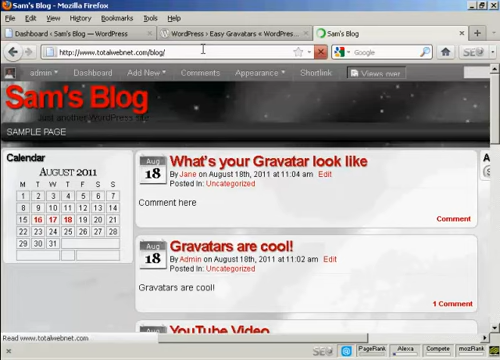 Sam's Blog - Mozilla Firefox
File Edit View History Bookmarks Tools Help
Dashboard ‹ Sam's Blog — WordPress
WordPress › Easy Gravatars « WordPres...
Sam's Blog
http://www.totalwebnet.com/blog/
Google
admin Dashboard Add New Comments Appearance Shortlink Views over
Sam's Blog
Just another WordPress site
SAMPLE PAGE
Calendar
AUGUST 2011
M T W T F S S
1 2 3 4 5 6 7
8 9 10 11 12 13 14
15 16 17 18 19 20 21
22 23 24 25 26 27 28
29 30 31
Aug
18
What's your Gravatar look like
By Jane on August 18th, 2011 at 11:04 am Edit
Posted In: Uncategorized
Comment here
Comment
Aug
18
Gravatars are cool!
By Admin on August 18th, 2011 at 11:02 am Edit
Posted In: Uncategorized
Gravatars are cool!
1 Comment
Aug
YouTube Video
A
Read www.totalwebnet.com
PageRank Alexa Compete mozRank